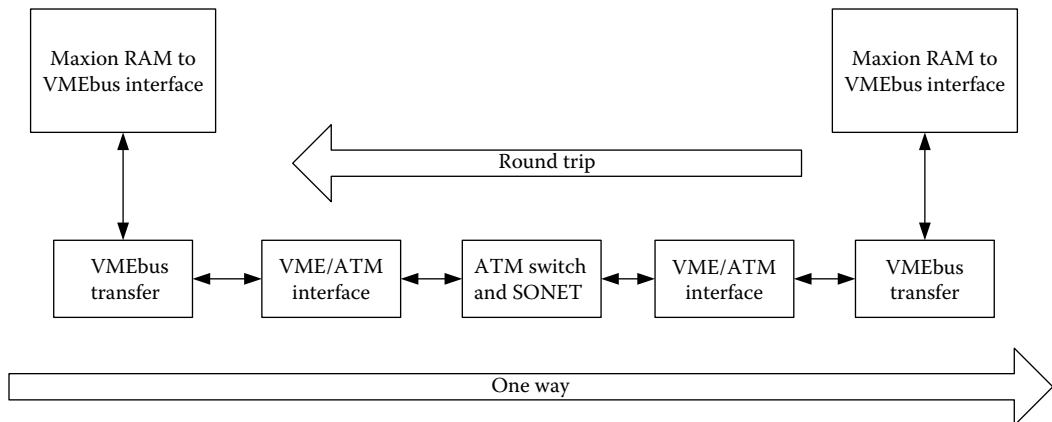 Maxion RAM to
VMEbus interface
Maxion RAM to
VMEbus interface
Round trip
VMEbus
transfer
VME/ATM
interface
ATM switch
and SONET
VME/ATM
interface
VMEbus
transfer
One way